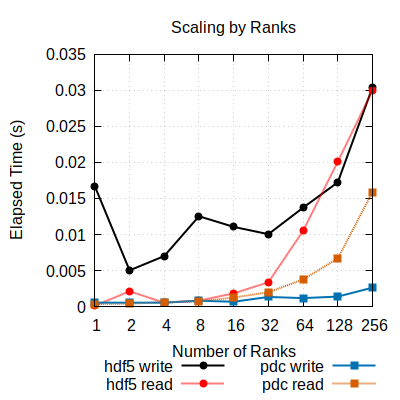 Scaling by Ranks
0.035
0.03
0.025
0.02
0.015
0.01
0.005
0
Elapsed Time (s)
1 2 4 8 16 32 64 128 256
Number of Ranks
hdf5 write pdc write
hdf5 read pdc read